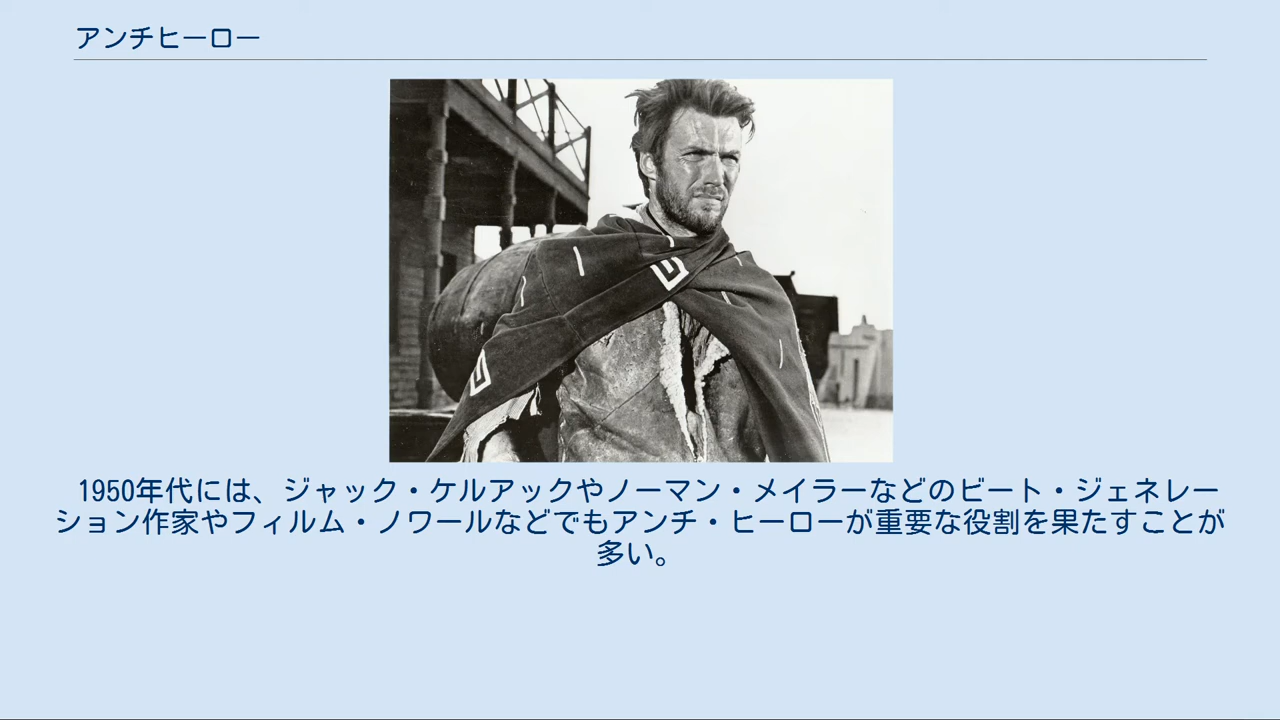 アンチヒーロー
1950年代には、ジャック・ケルアックやノーマン・メイラーなどのビート・ジェネレー
ション作家やフィルム・ノワールなどでもアンチ・ヒーローが重要な役割を果たすことが
多い。